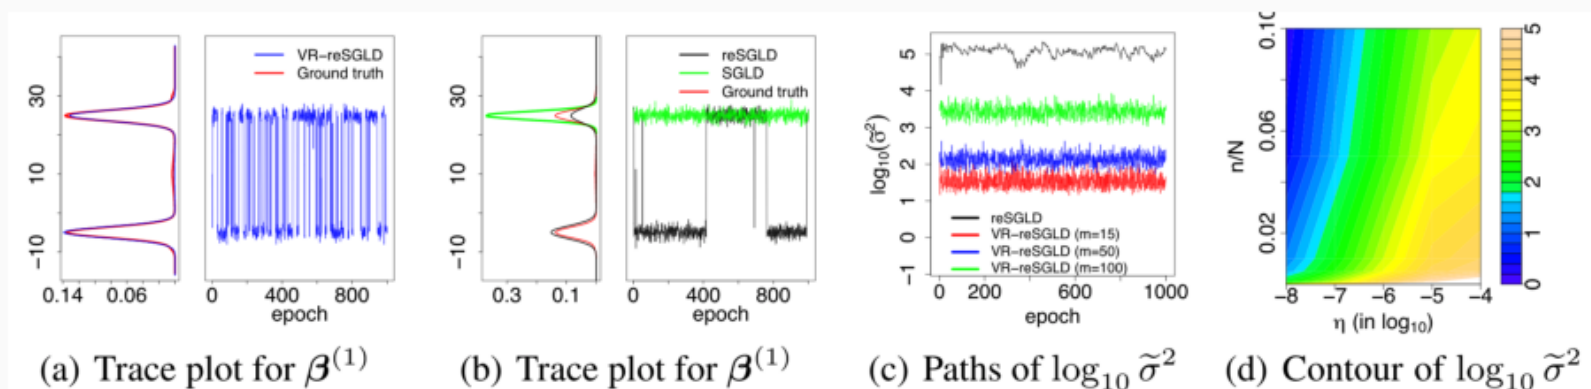 VR−reSGLD
Ground truth
30
10
−10
0.14
0.06
0
400
800
epoch
(a) Trace plot for β(1)
reSGLD
SGLD
Ground truth
0.3
0.1
0
400
800
epoch
(b) Trace plot for β(1)
log10(σ̃2)
5
4
3
2
1
0
−1
reSGLD
VR−reSGLD (m=15)
VR−reSGLD (m=50)
VR−reSGLD (m=100)
0
200
600
1000
epoch
(c) Paths of log10 σ̃2
n/N
0.10
0.06
0.02
−8
−7
−6
−5
−4
η (in log10)
5
4
3
2
1
0
(d) Contour of log10 σ̃2